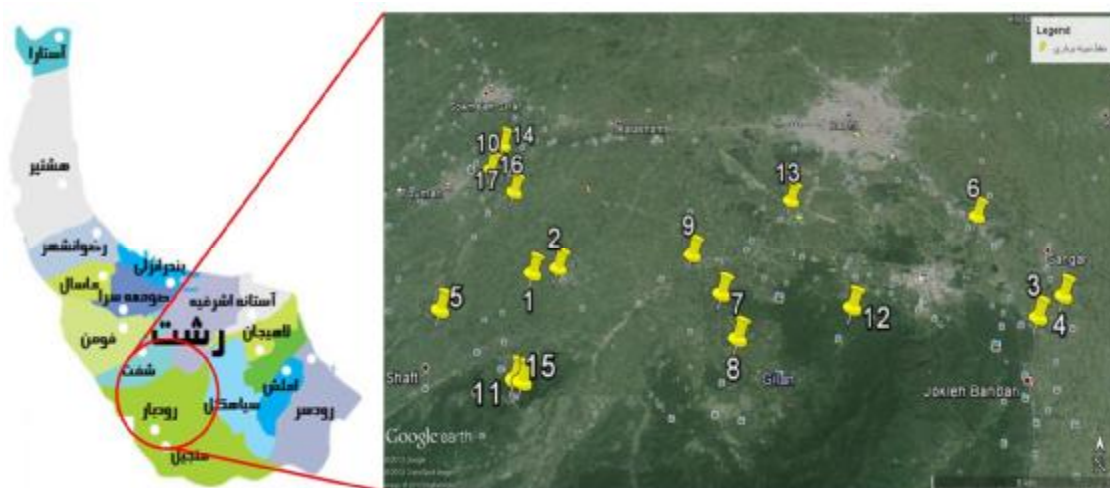 آستارا
هشتپر
رضوانشهر
بندرانزلی
ماسال
صومعه سرا
آستانه اشرفیه
رشت
لاهیجان
فومن
شفت
املش
سیاهکل
رودسر
رودبار
منجیل
Legend
10
14
16
17
13
6
9
2
1
5
7
3
4
12
8
15
11
Shaft
Gilan
Jokleh Bandan
Google earth